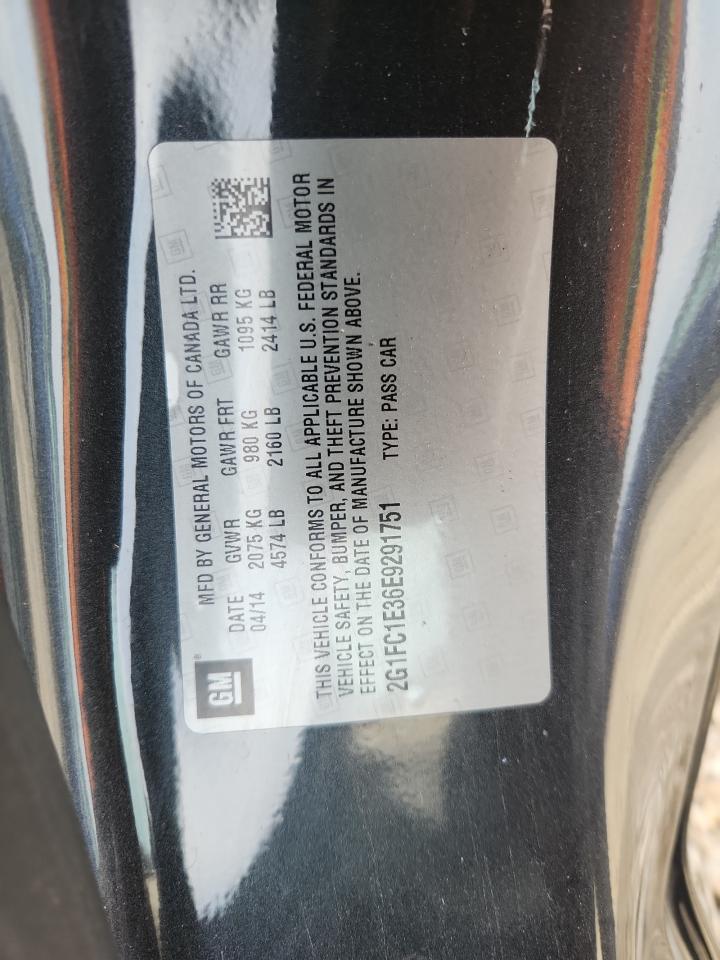 GM
MFD BY GENERAL MOTORS OF CANADA LTD.
DATE GVWR GAWR FRT GAWR RR
04/14 2075 KG 980 KG 1095 KG
4574 LB 2160 LB 2414 LB
THIS VEHICLE CONFORMS TO ALL APPLICABLE U.S. FEDERAL MOTOR
VEHICLE SAFETY, BUMPER, AND THEFT PREVENTION STANDARDS IN
EFFECT ON THE DATE OF MANUFACTURE SHOWN ABOVE.
2G1FC1E36E9291751 TYPE: PASS CAR